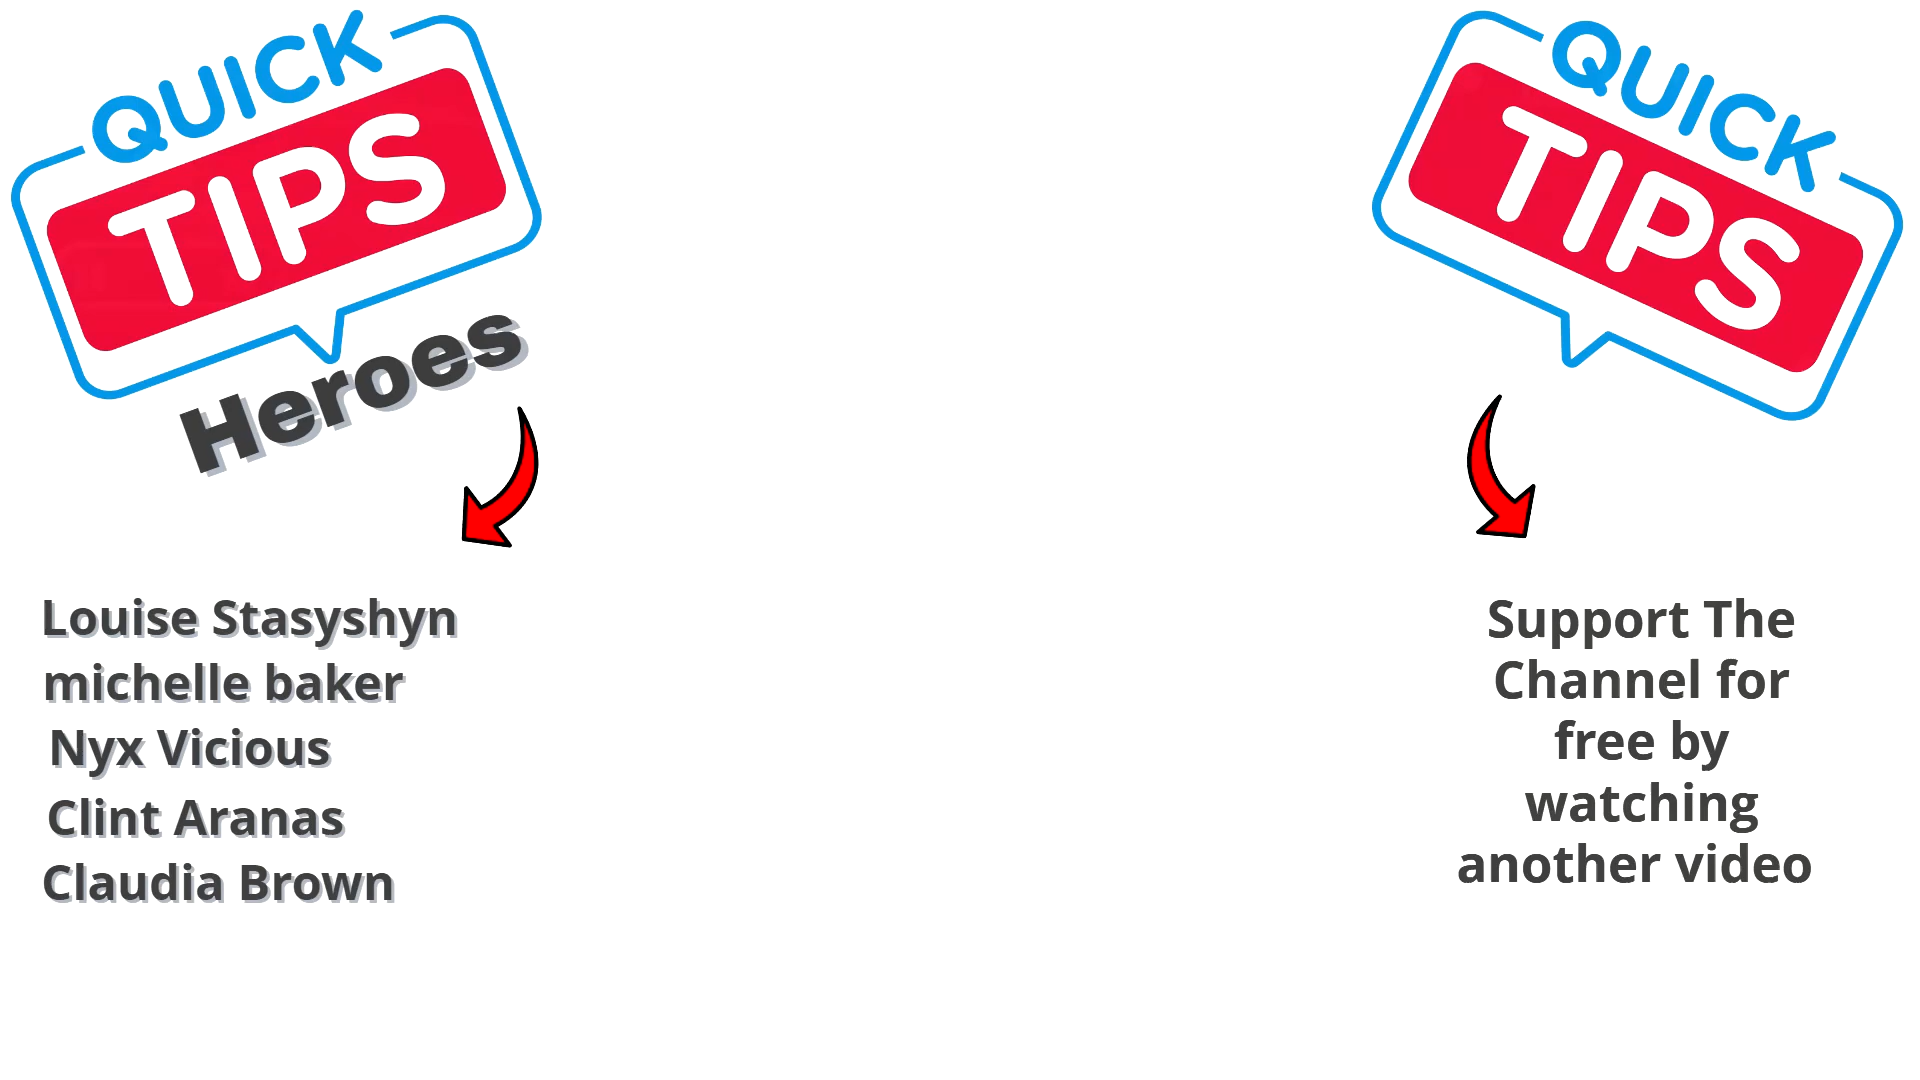 QUICK
TIPS
Heroes
Louise Stasyshyn
michelle baker
Nyx Vicious
Clint Aranas
Claudia Brown
QUICK
TIPS
Support The
Channel for
free by
watching
another video